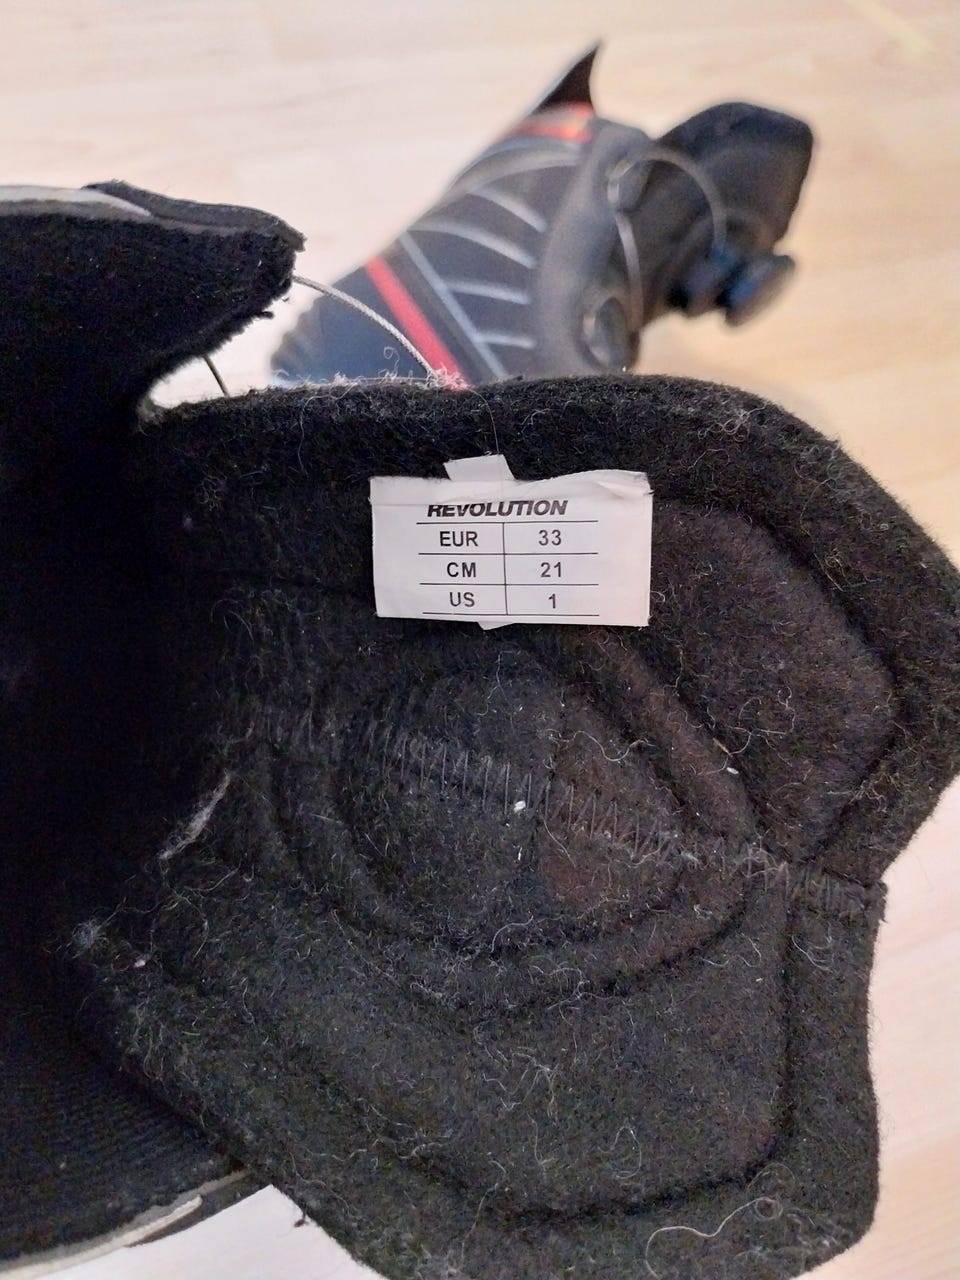 REVOLUTION
EUR 33
CM 21
US 1